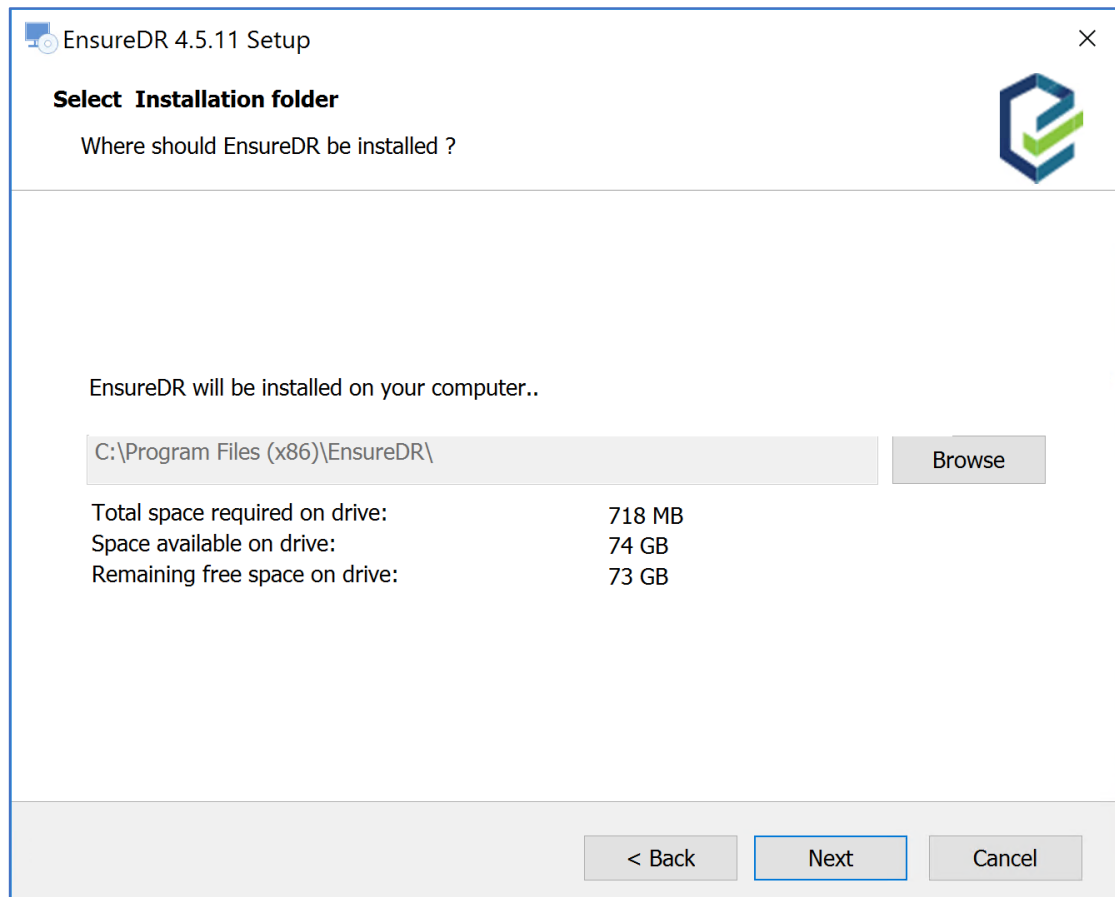 EnsureDR 4.5.11 Setup
Select Installation folder
Where should EnsureDR be installed ?
EnsureDR will be installed on your computer..
C:\Program Files (x86)\EnsureDR\
Browse
Total space required on drive: 718 MB
Space available on drive: 74 GB
Remaining free space on drive: 73 GB
< Back Next Cancel